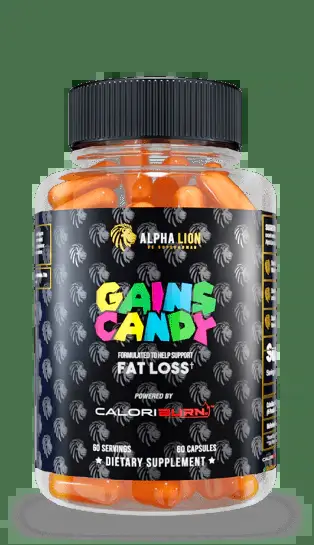 ALPHA LION
BE SUPERHUMAN
GAINS
CANDY
FORMULATED TO HELP SUPPORT
FAT LOSS†
POWERED BY
CALORIBURN
60 SERVINGS 60 CAPSULES
★ DIETARY SUPPLEMENT ★